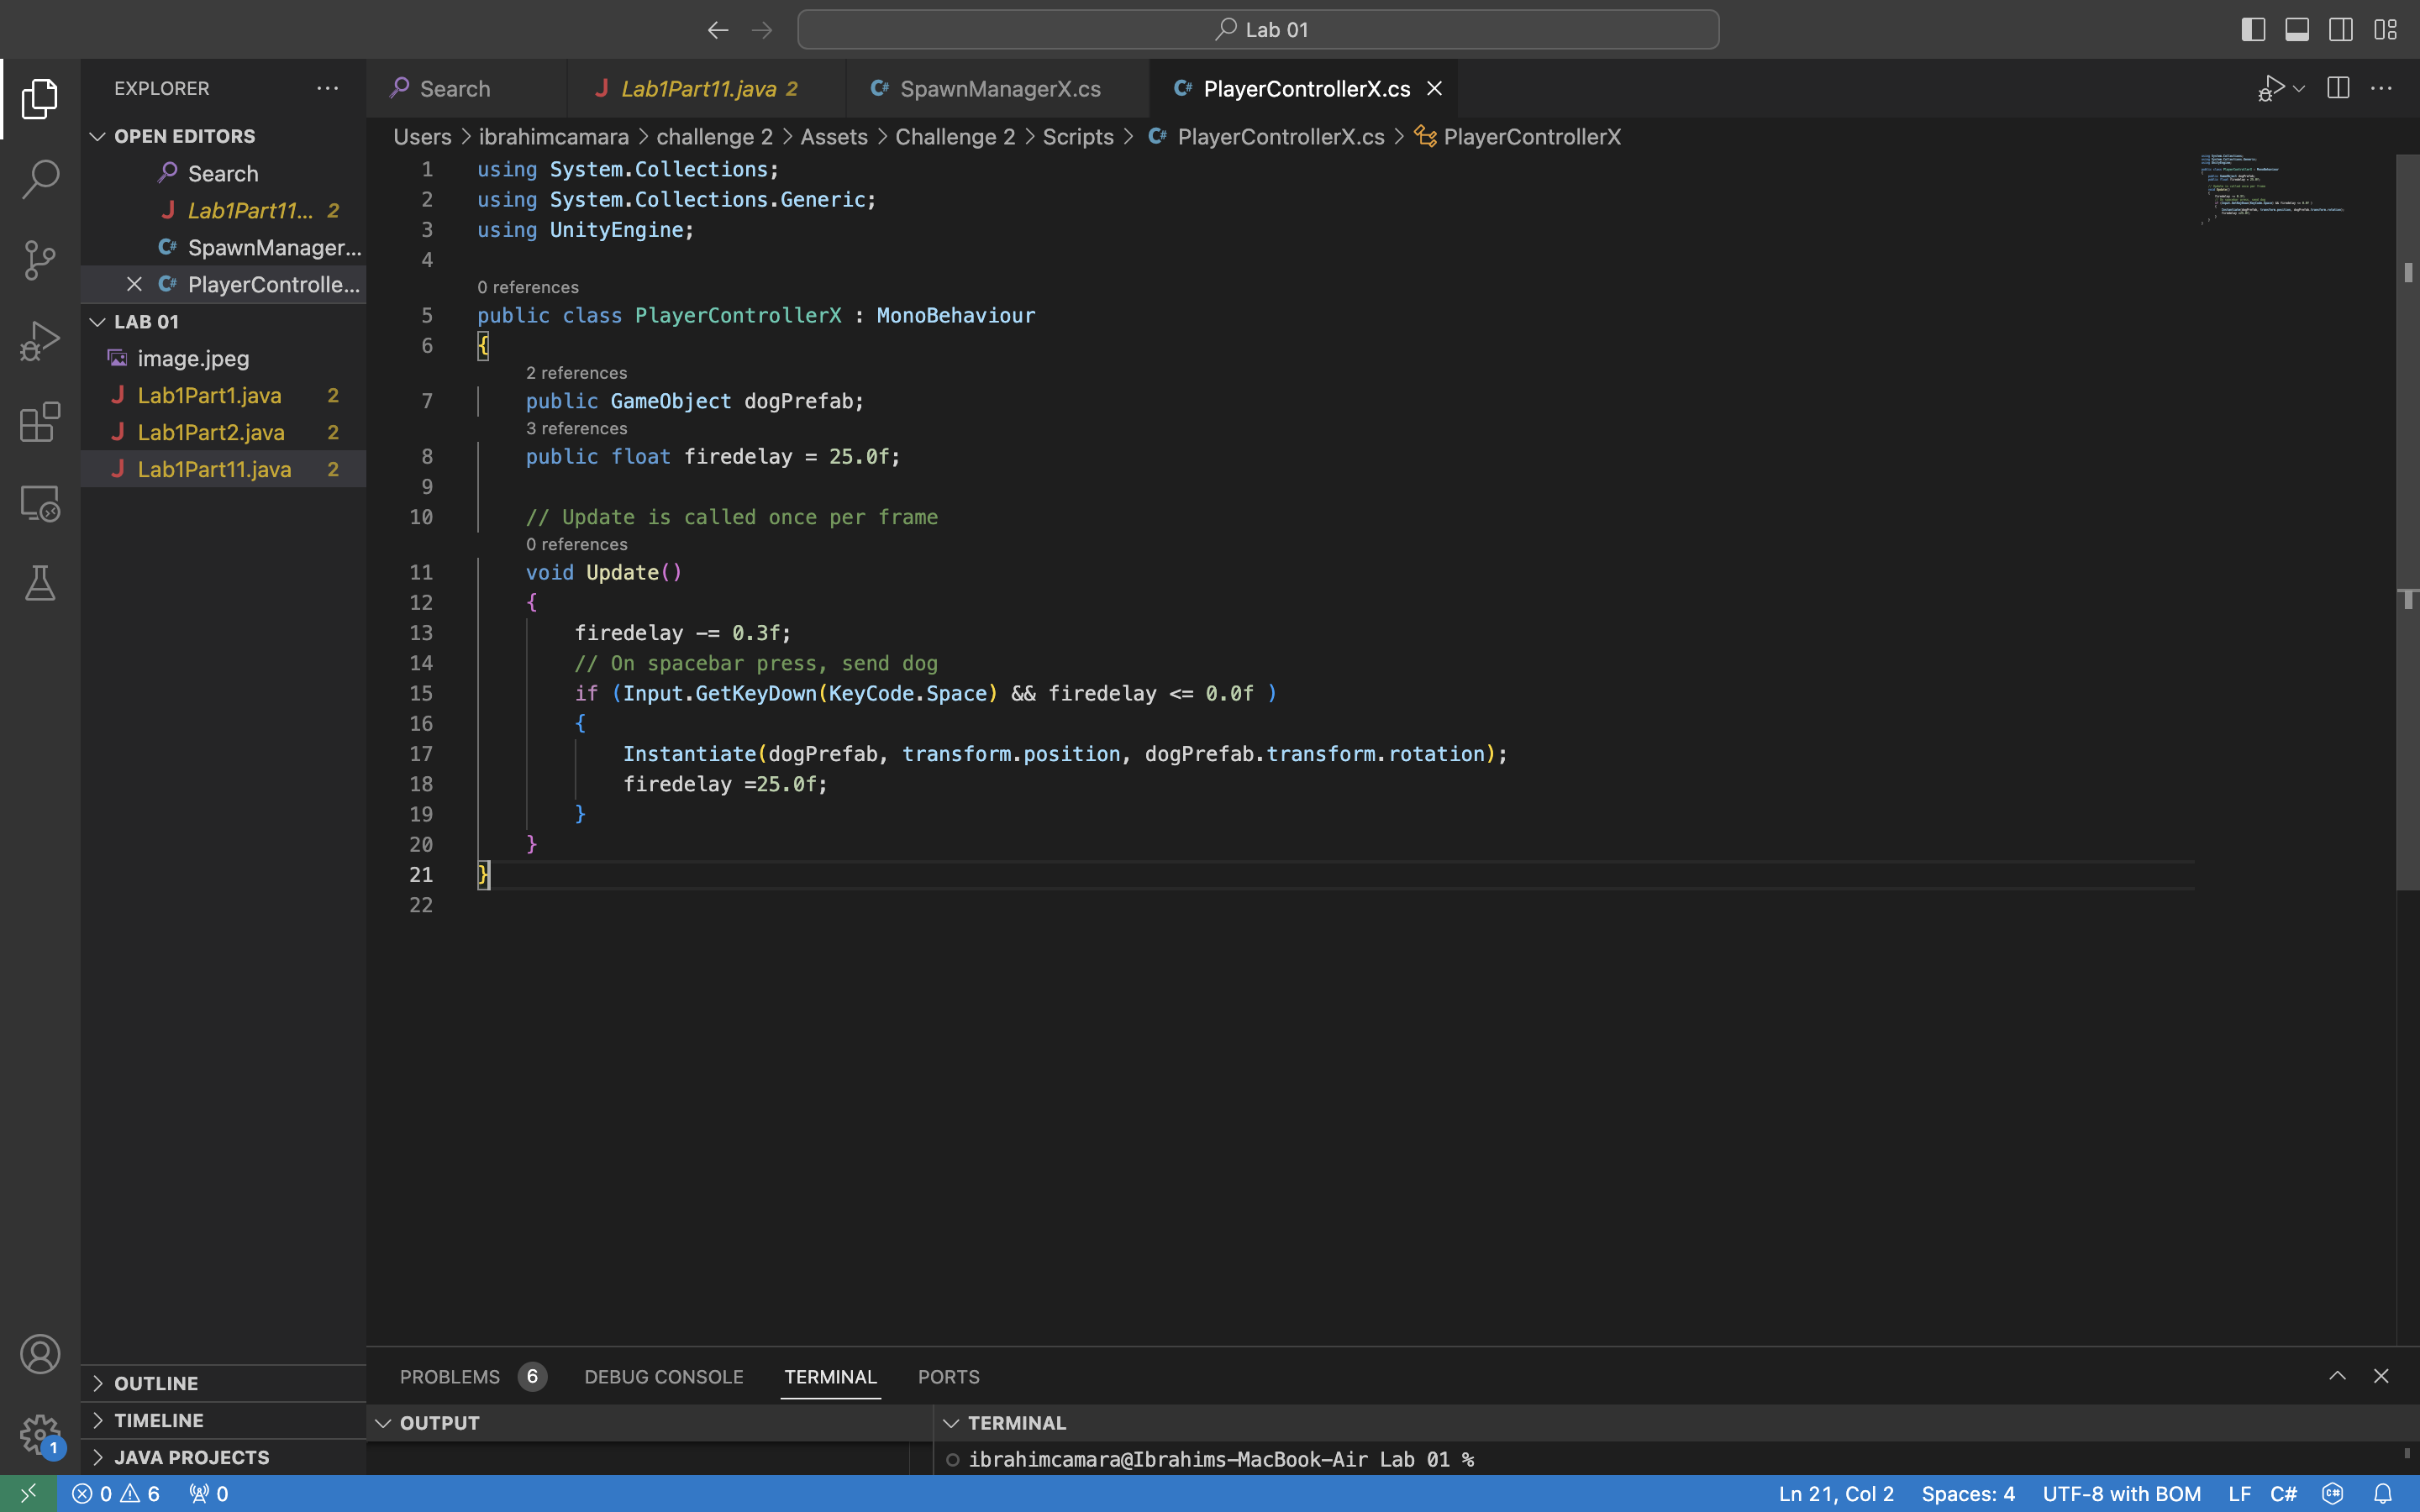 Lab 01
EXPLORER
Search
Lab1Part11.java 2
SpawnManagerX.cs
PlayerControllerX.cs
OPEN EDITORS
Search
Lab1Part11... 2
SpawnManager...
PlayerControlle...
LAB 01
image.jpeg
Lab1Part1.java 2
Lab1Part2.java 2
Lab1Part11.java 2
Users > ibrahimcamara > challenge 2 > Assets > Challenge 2 > Scripts > PlayerControllerX.cs > PlayerControllerX
1 using System.Collections;
2 using System.Collections.Generic;
3 using UnityEngine;
4
0 references
5 public class PlayerControllerX : MonoBehaviour
6 {
2 references
7 public GameObject dogPrefab;
3 references
8 public float firedelay = 25.0f;
9
10 // Update is called once per frame
0 references
11 void Update()
12 {
13 firedelay -= 0.3f;
14 // On spacebar press, send dog
15 if (Input.GetKeyDown(KeyCode.Space) && firedelay <= 0.0f )
16 {
17 Instantiate(dogPrefab, transform.position, dogPrefab.transform.rotation);
18 firedelay =25.0f;
19 }
20 }
21 }
22
OUTLINE
TIMELINE
JAVA PROJECTS
PROBLEMS 6 DEBUG CONSOLE TERMINAL PORTS
OUTPUT
TERMINAL
ibrahimcamara@Ibrahims-MacBook-Air Lab 01 %
1
0 6 0
Ln 21, Col 2 Spaces: 4 UTF-8 with BOM LF C#